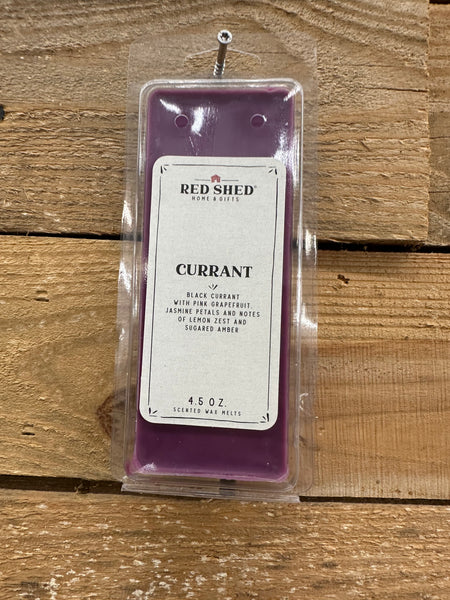 RED SHED®
HOME & GIFTS
CURRANT
BLACK CURRANT
WITH PINK GRAPEFRUIT,
JASMINE PETALS AND NOTES
OF LEMON ZEST AND
SUGARED AMBER
4.5 OZ.
SCENTED WAX MELTS